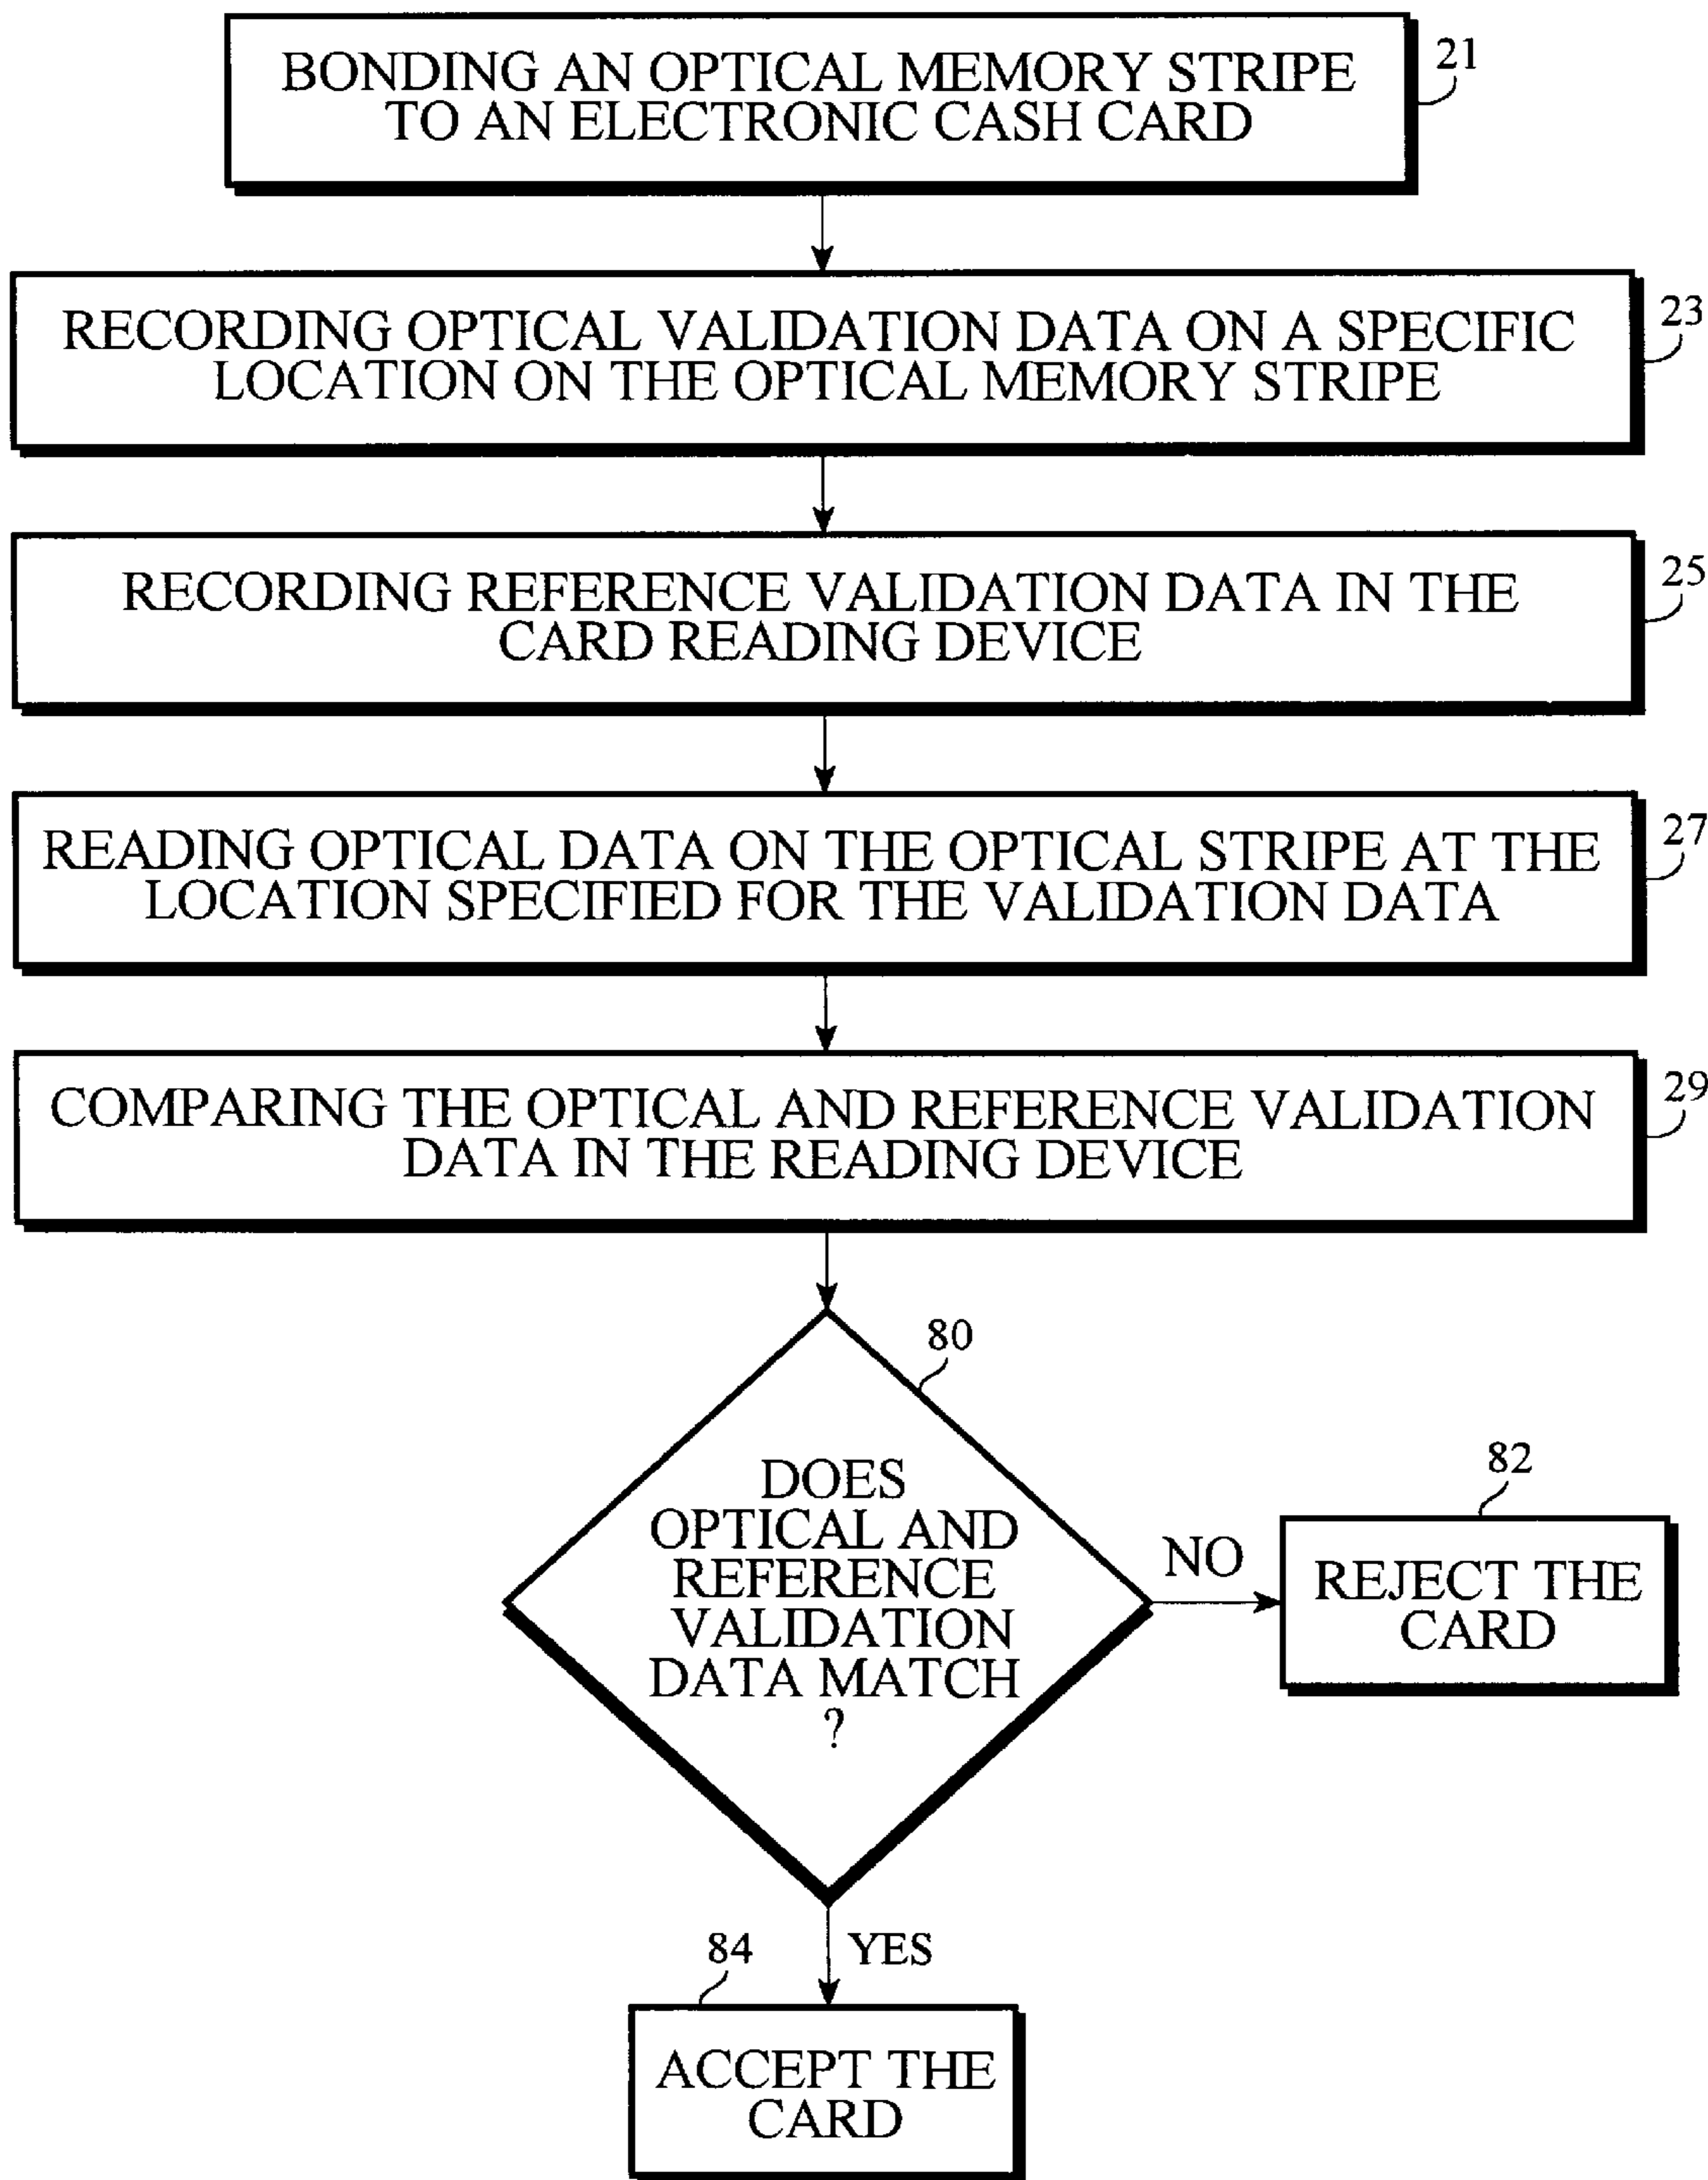 BONDING AN OPTICAL MEMORY STRIPE
TO AN ELECTRONIC CASH CARD
21
RECORDING OPTICAL VALIDATION DATA ON A SPECIFIC
LOCATION ON THE OPTICAL MEMORY STRIPE
23
RECORDING REFERENCE VALIDATION DATA IN THE
CARD READING DEVICE
25
READING OPTICAL DATA ON THE OPTICAL STRIPE AT THE
LOCATION SPECIFIED FOR THE VALIDATION DATA
27
COMPARING THE OPTICAL AND REFERENCE VALIDATION
DATA IN THE READING DEVICE
29
80
DOES
OPTICAL AND
REFERENCE
VALIDATION
DATA MATCH
?
NO
82
REJECT THE
CARD
YES
84
ACCEPT THE
CARD